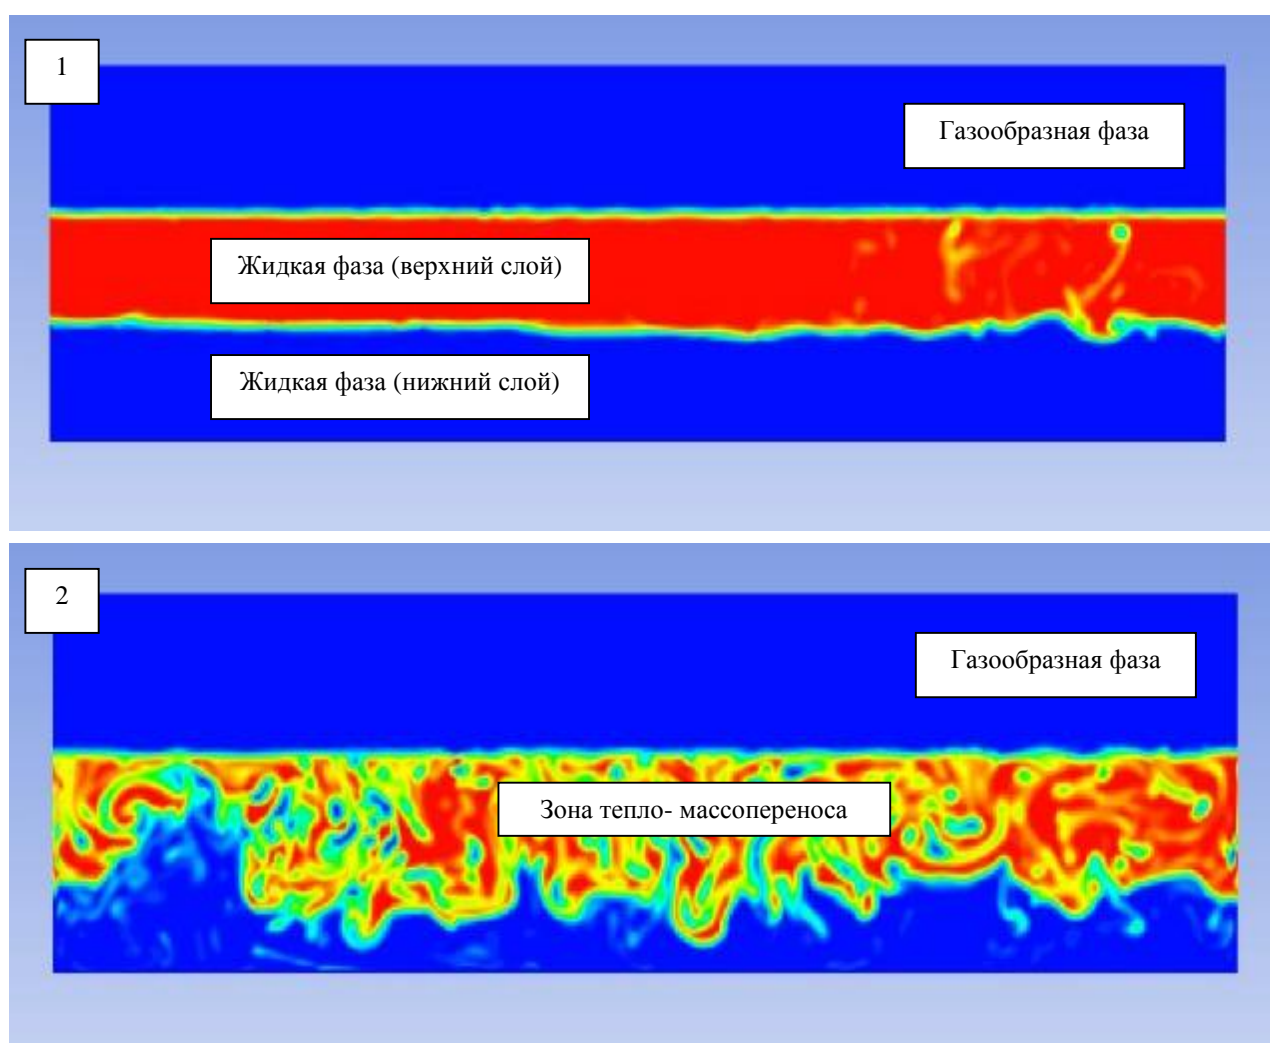 1
Газообразная фаза
Жидкая фаза (верхний слой)
Жидкая фаза (нижний слой)
2
Газообразная фаза
Зона тепло- массопереноса